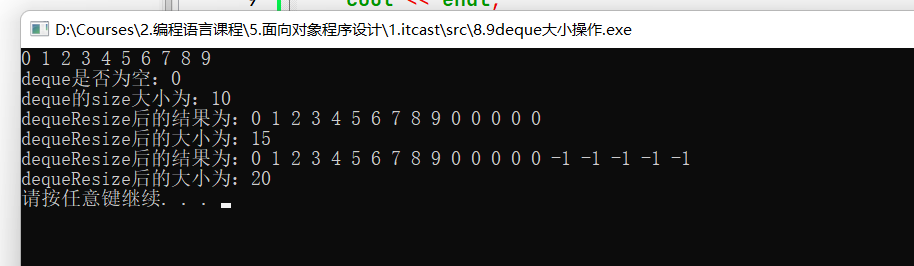 9 cout << endl;
D:\Courses\2.编程语言课程\5.面向对象程序设计\1.itcast\src\8.9deque大小操作.exe
0 1 2 3 4 5 6 7 8 9
deque是否为空：0
deque的size大小为：10
dequeResize后的结果为：0 1 2 3 4 5 6 7 8 9 0 0 0 0 0
dequeResize后的大小为：15
dequeResize后的结果为：0 1 2 3 4 5 6 7 8 9 0 0 0 0 0 -1 -1 -1 -1 -1
dequeResize后的大小为：20
请按任意键继续. . .